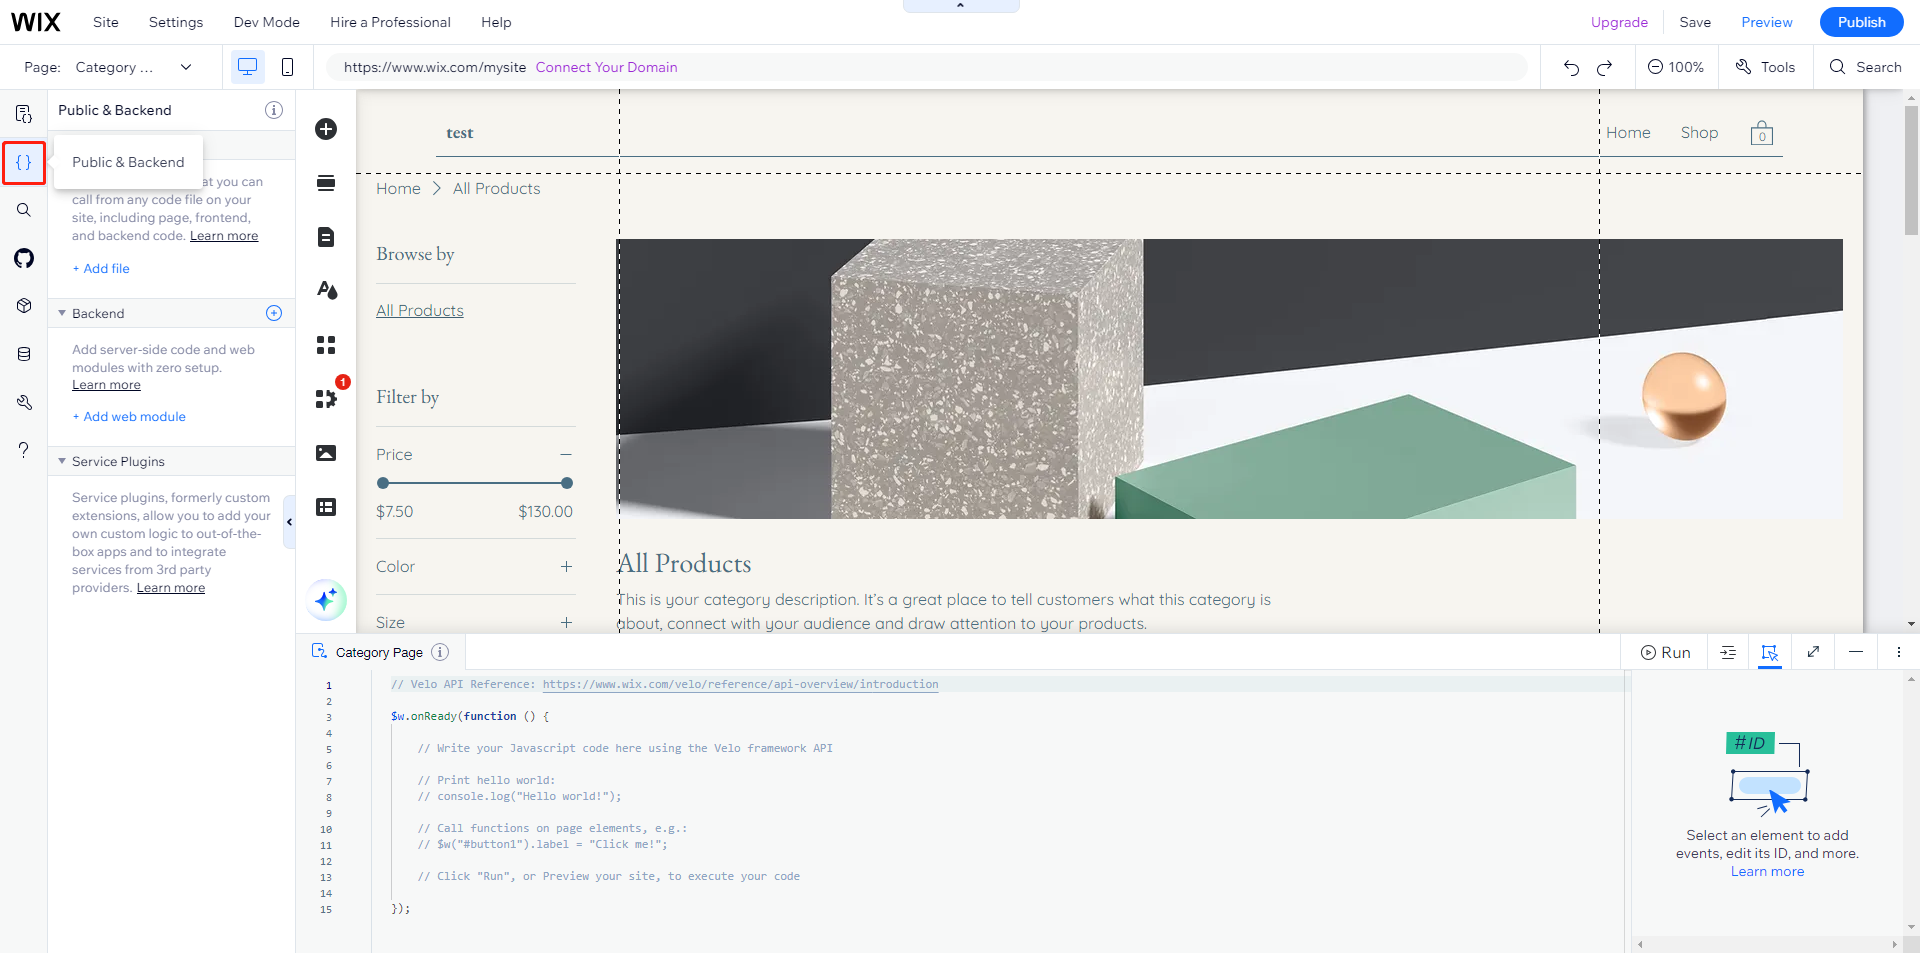 WIX Site Settings Dev Mode Hire a Professional Help Upgrade Save Preview Publish
Page: Category ... https://www.wix.com/mysite Connect Your Domain 100% Tools Search
Public & Backend
Public & Backend
at you can
call from any code file on your
site, including page, frontend,
and backend code. Learn more
+ Add file
Backend
Add server-side code and web
modules with zero setup.
Learn more
+ Add web module
Service Plugins
Service plugins, formerly custom
extensions, allow you to add your
own custom logic to out-of-the-
box apps and to integrate
services from 3rd party
providers. Learn more
1
test
Home Shop 0
Home > All Products
Browse by
All Products
Filter by
Price
$7.50 $130.00
Color
Size
All Products
This is your category description. It's a great place to tell customers what this category is
about, connect with your audience and draw attention to your products.
Category Page Run
1 // Velo API Reference: https://www.wix.com/velo/reference/api-overview/introduction
2
3 $w.onReady(function () {
4
5 // Write your Javascript code here using the Velo framework API
6
7 // Print hello world:
8 // console.log("Hello world!");
9
10 // Call functions on page elements, e.g.:
11 // $w("#button1").label = "Click me!";
12
13 // Click "Run", or Preview your site, to execute your code
14
15 });
#ID
Select an element to add
events, edit its ID, and more.
Learn more